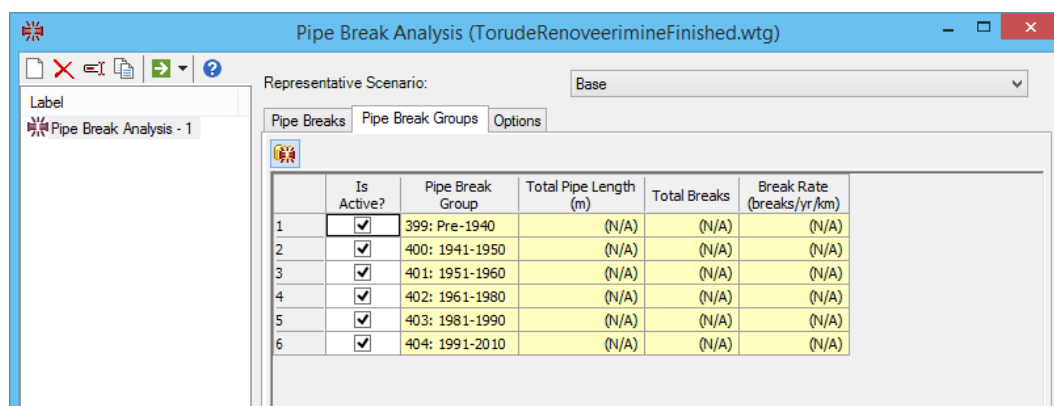 Pipe Break Analysis (TorudeRenoveerimineFinished.wtg)
Label
Pipe Break Analysis - 1
Representative Scenario: Base
Pipe Breaks Pipe Break Groups Options
Is Active? Pipe Break Group Total Pipe Length (m) Total Breaks Break Rate (breaks/yr/km)
1 399: Pre-1940 (N/A) (N/A) (N/A)
2 400: 1941-1950 (N/A) (N/A) (N/A)
3 401: 1951-1960 (N/A) (N/A) (N/A)
4 402: 1961-1980 (N/A) (N/A) (N/A)
5 403: 1981-1990 (N/A) (N/A) (N/A)
6 404: 1991-2010 (N/A) (N/A) (N/A)